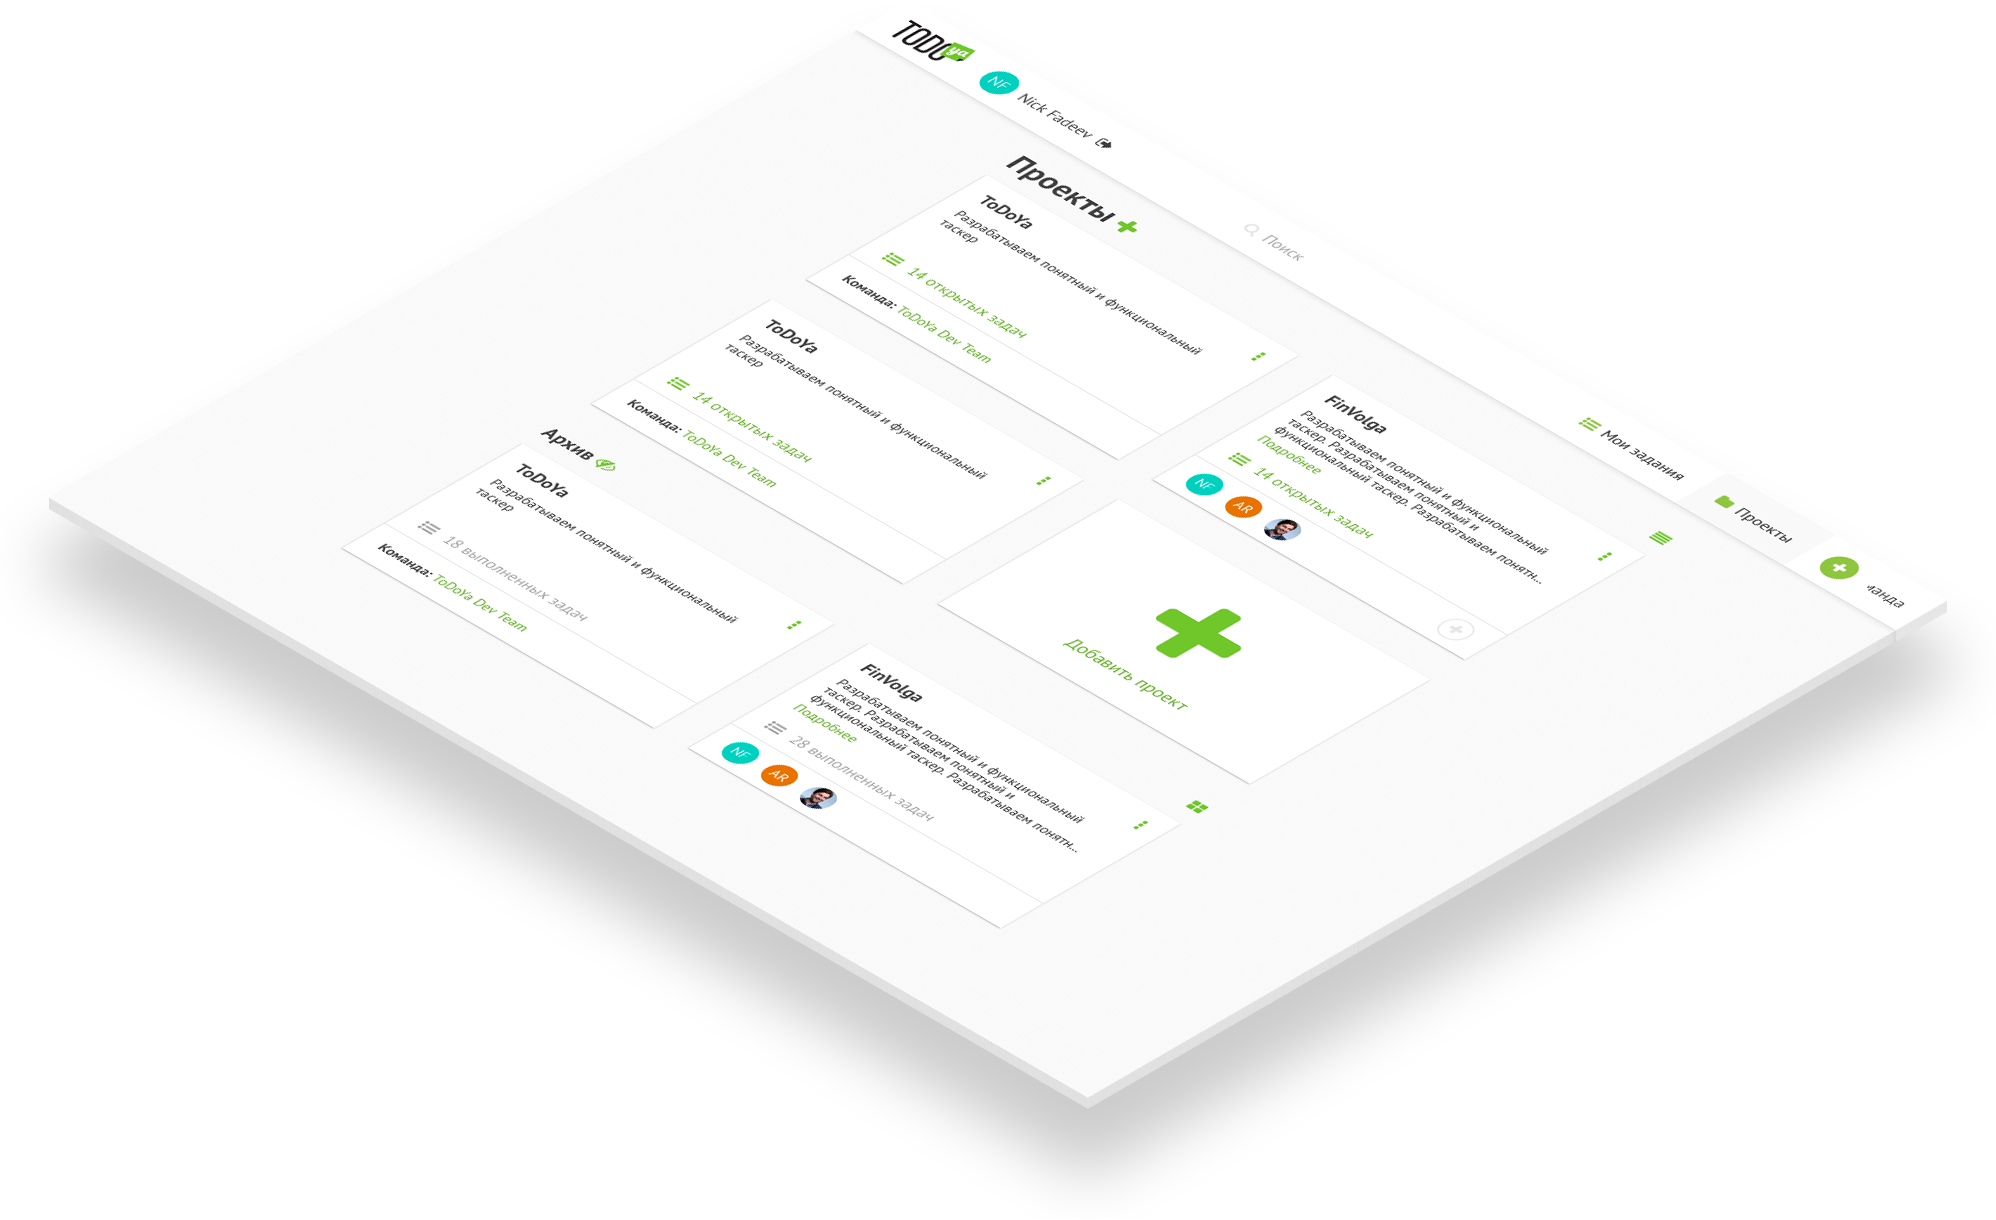 TODO ya
NF Nick Fadeev
Поиск
Мои задания
Проекты
манда
Проекты
ToDoYa
Разрабатываем понятный и функциональный
таскер
14 открытых задач
Команда: ToDoYa Dev Team
FinVolga
Разрабатываем понятный и функциональный
таскер. Разрабатываем понятный и
функциональный таскер. Разрабатываем понятн...
Подробнее
14 открытых задач
NF AR
ToDoYa
Разрабатываем понятный и функциональный
таскер
14 открытых задач
Команда: ToDoYa Dev Team
Добавить проект
Архив
ToDoYa
Разрабатываем понятный и функциональный
таскер
18 выполненных задач
Команда: ToDoYa Dev Team
FinVolga
Разрабатываем понятный и функциональный
таскер. Разрабатываем понятный и
функциональный таскер. Разрабатываем понятн...
Подробнее
28 выполненных задач
NF AR